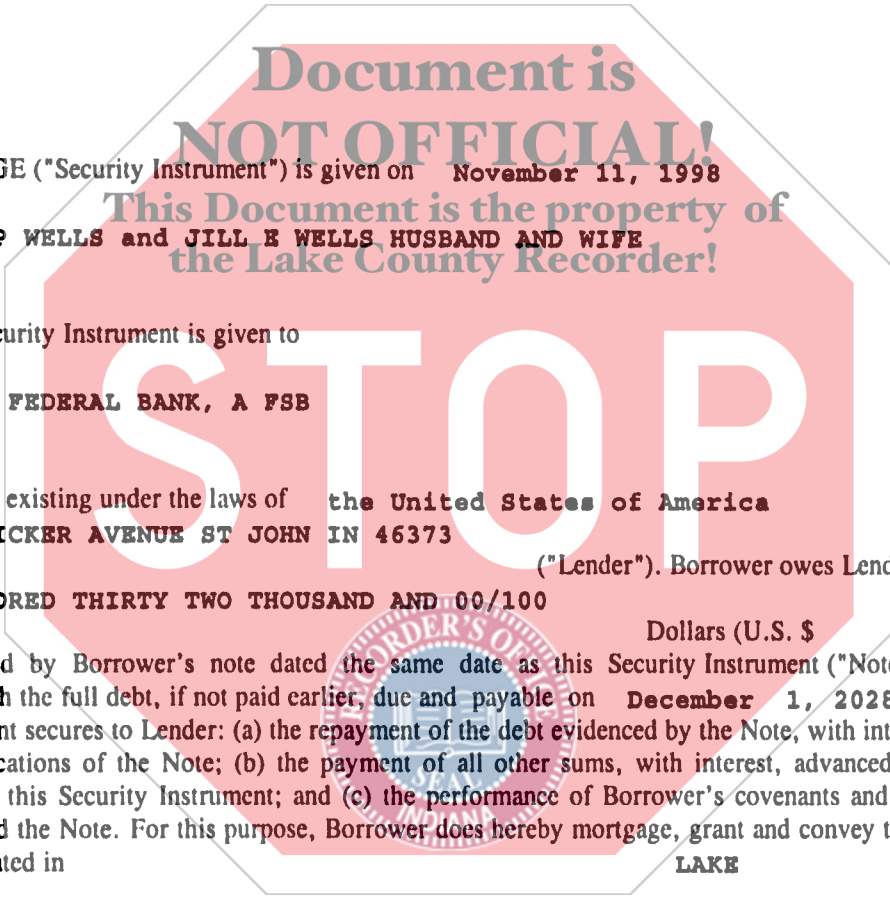 Document is
NOT OFFICIAL!
GE ("Security Instrument") is given on November 11, 1998
This Document is the property of
P WELLS and JILL E WELLS HUSBAND AND WIFE
the Lake County Recorder!
curity Instrument is given to
STOP
FEDERAL BANK, A FSB
existing under the laws of the United States of America
ICKER AVENUE ST JOHN IN 46373
("Lender"). Borrower owes Lend
DRED THIRTY TWO THOUSAND AND 00/100
Dollars (U.S. $
d by Borrower's note dated the same date as this Security Instrument ("Note
h the full debt, if not paid earlier, due and payable on December 1, 2028
nt secures to Lender: (a) the repayment of the debt evidenced by the Note, with int
cations of the Note; (b) the payment of all other sums, with interest, advanced
this Security Instrument; and (c) the performance of Borrower's covenants and
d the Note. For this purpose, Borrower does hereby mortgage, grant and convey t
ated in LAKE
RECORDER'S OFFICE
SEAL
INDIANA